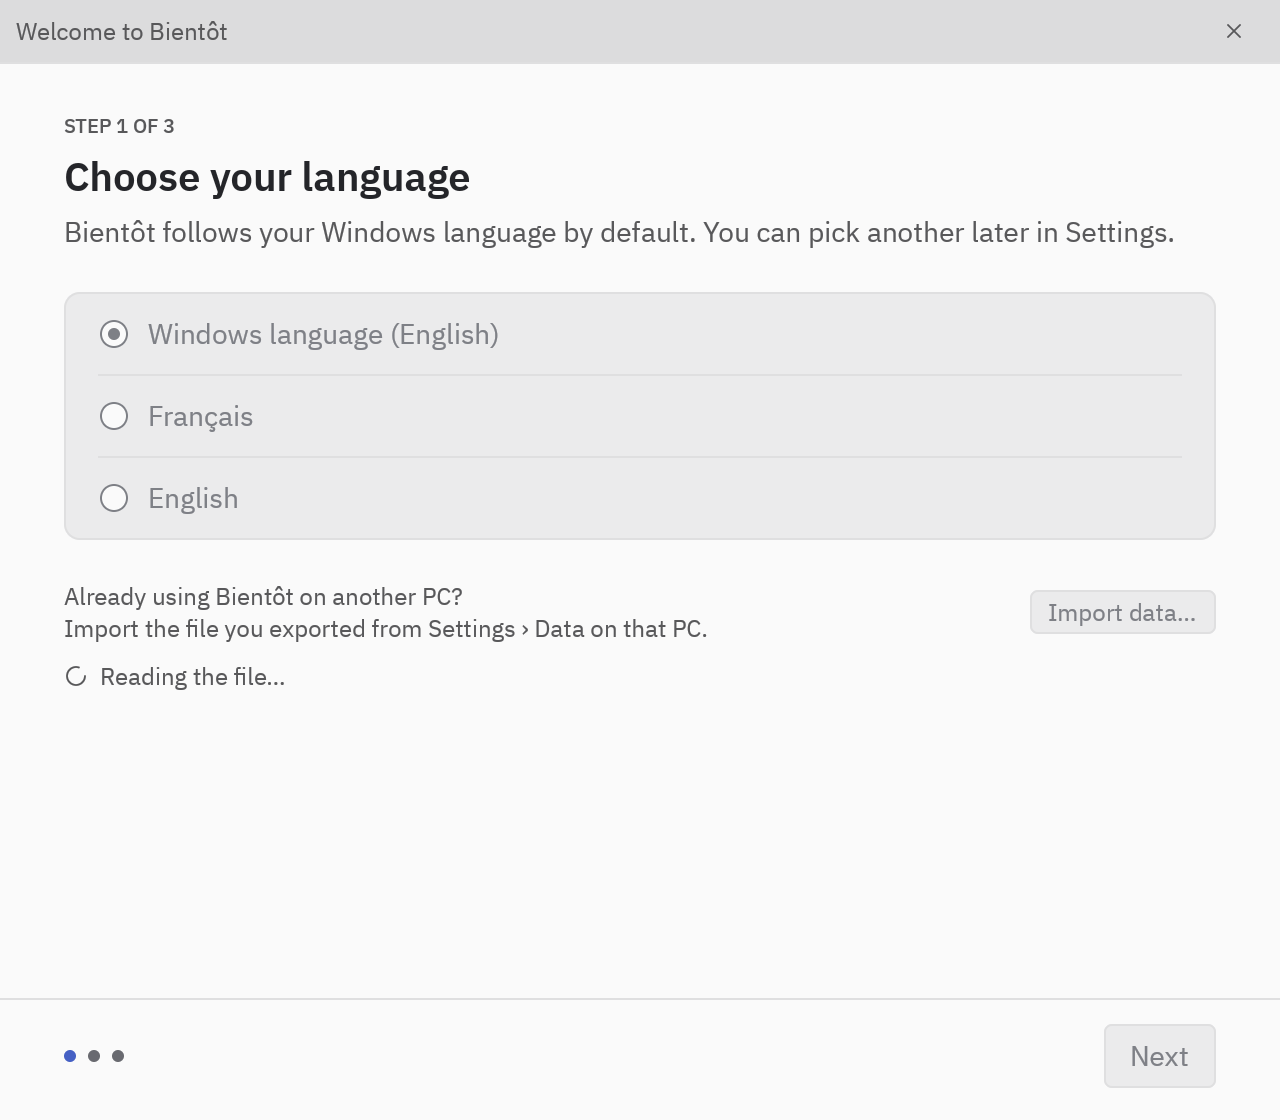 Welcome to Bientôt
STEP 1 OF 3
Choose your language
Bientôt follows your Windows language by default. You can pick another later in Settings.
Windows language (English)
Français
English
Already using Bientôt on another PC?
Import the file you exported from Settings › Data on that PC.
Import data…
Reading the file…
Next